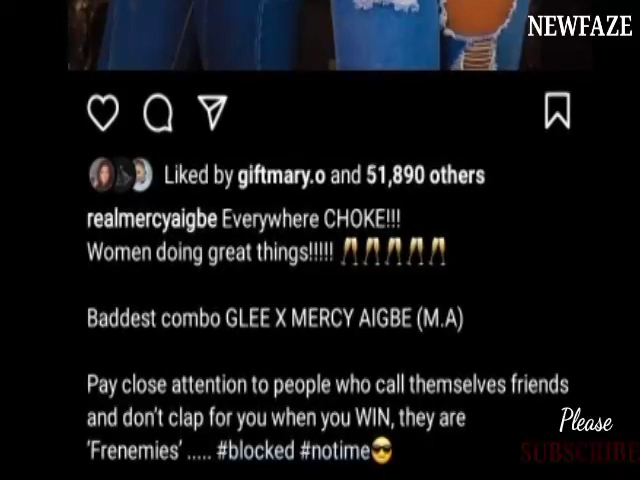 NEWFAZE
Liked by giftmary.o and 51,890 others
realmercyaigbe Everywhere CHOKE!!!
Women doing great things!!!!! 🥂🥂🥂🥂🥂
Baddest combo GLEE X MERCY AIGBE (M.A)
Pay close attention to people who call themselves friends
and don't clap for you when you WIN, they are
'Frenemies' ..... #blocked #notime😎
Please
SUBSCRIBE